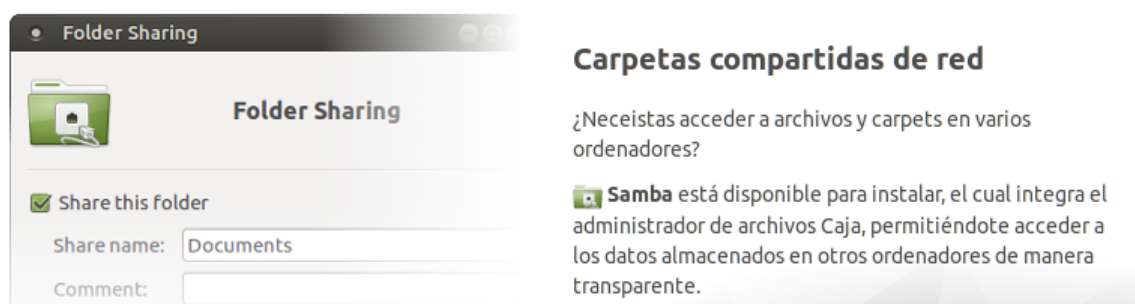 Folder Sharing
Folder Sharing
Share this folder
Share name: Documents
Comment:
Carpetas compartidas de red
¿Neceistas acceder a archivos y carpets en varios
ordenadores?
Samba está disponible para instalar, el cual integra el
administrador de archivos Caja, permitiéndote acceder a
los datos almacenados en otros ordenadores de manera
transparente.